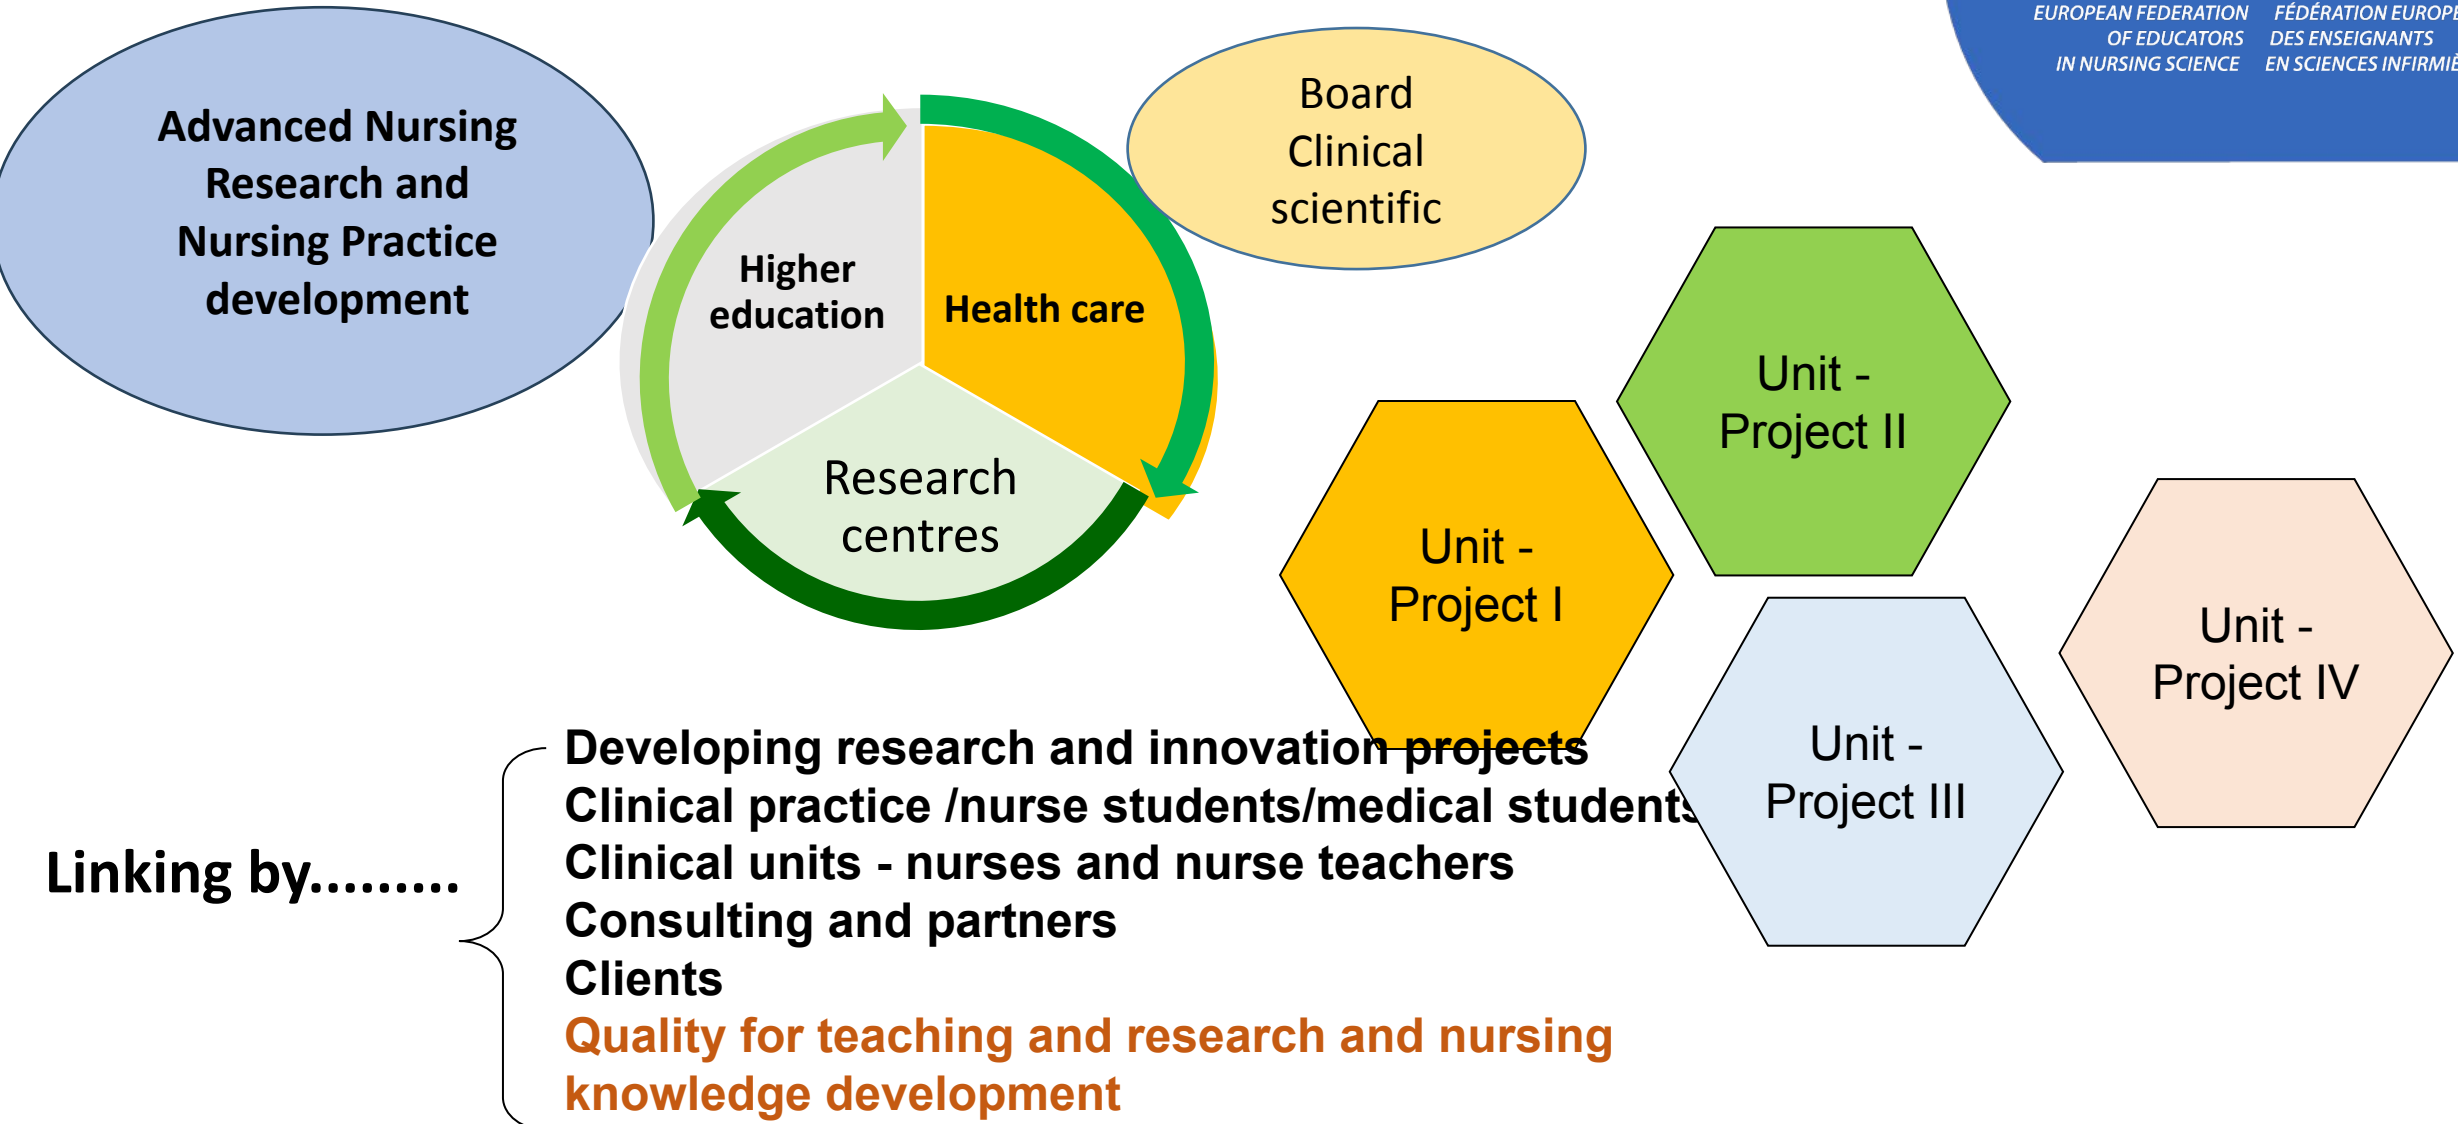 EUROPEAN FEDERATION
OF EDUCATORS
IN NURSING SCIENCE
FÉDÉRATION
DES ENSEIGNANTS
EN SCIENCES
Advanced Nursing
Research and
Nursing Practice
development
Board
Clinical
scientific
Higher
education
Health care
Research
centres
Unit -
Project II
Unit -
Project I
Unit -
Project IV
Unit -
Project III
Linking by.........
Developing research and innovation projects
Clinical practice /nurse students/medical students
Clinical units - nurses and nurse teachers
Consulting and partners
Clients
Quality for teaching and research and nursing
knowledge development